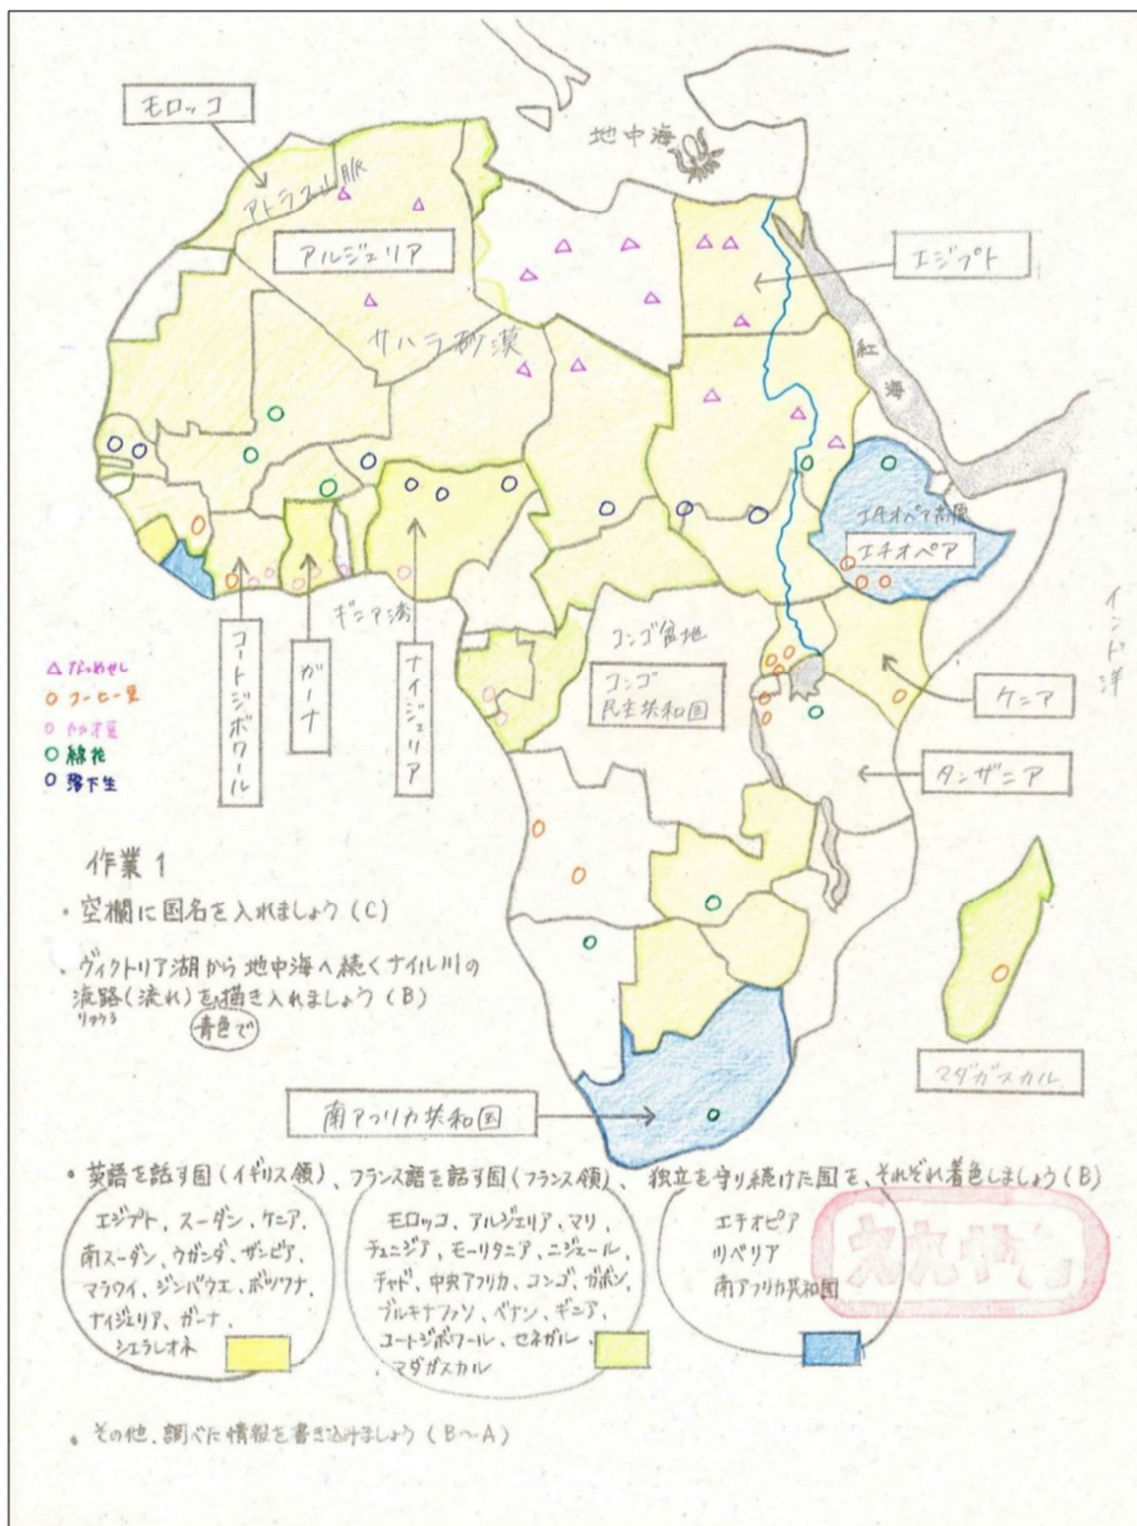 モロッコ
地中海
アトラス山脈
アルジェリア
エジプト
サハラ砂漠
紅海
エチオペア高原
エチオペア
ギニア湾
コンゴ盆地
コンゴ
民主共和国
インド洋
ケニア
タンザニア
コートジボワール
ガーナ
ナイジェリア
なつめやし
コーヒー豆
カカオ豆
綿花
落下生
作業1
・空欄に国名を入れましょう(C)
・ヴィクトリア湖から地中海へ続くナイル川の
流路(流れ)を描き入れましょう(B)
りゅうろ
青色で
マダガスカル
南アフリカ共和国
・英語を話す国(イギリス領)、フランス語を話す国(フランス領)、独立を守り続けた国を、それぞれ着色しましょう(B)
エジプト、スーダン、ケニア、
南スーダン、ウガンダ、ザンビア、
マラウイ、ジンバウエ、ボツワナ、
ナイジェリア、ガーナ、
シエラレオネ
モロッコ、アルジェリア、マリ、
チュニジア、モーリタニア、ニジェール、
チャド、中央アフリカ、コンゴ、ガボン、
ブルキナファソ、ベナン、ギニア、
コートジボワール、セネガル、
、マダガスカル
エチオピア
リベリア
南アフリカ共和国
・その他、調べた情報を書き込みましょう(B〜A)